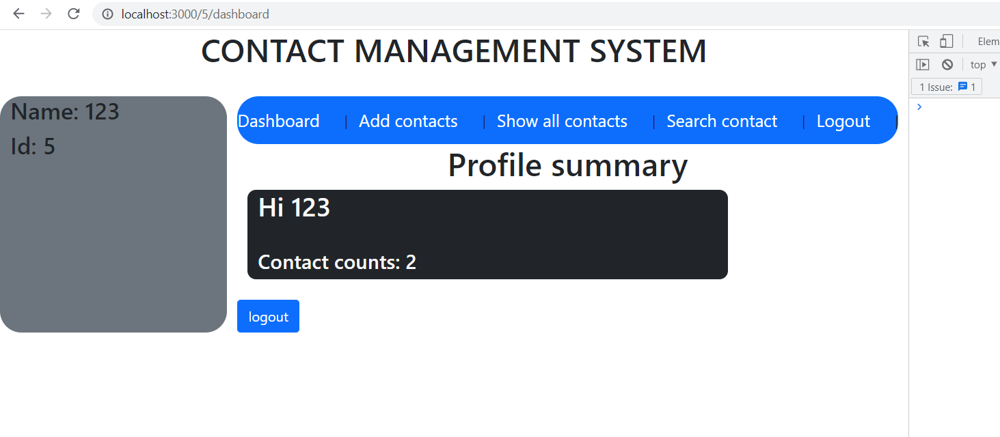 localhost:3000/5/dashboard
CONTACT MANAGEMENT SYSTEM
Elem
top
1 Issue: 1
Name: 123
Id: 5
Dashboard | Add contacts | Show all contacts | Search contact | Logout |
Profile summary
Hi 123
Contact counts: 2
logout